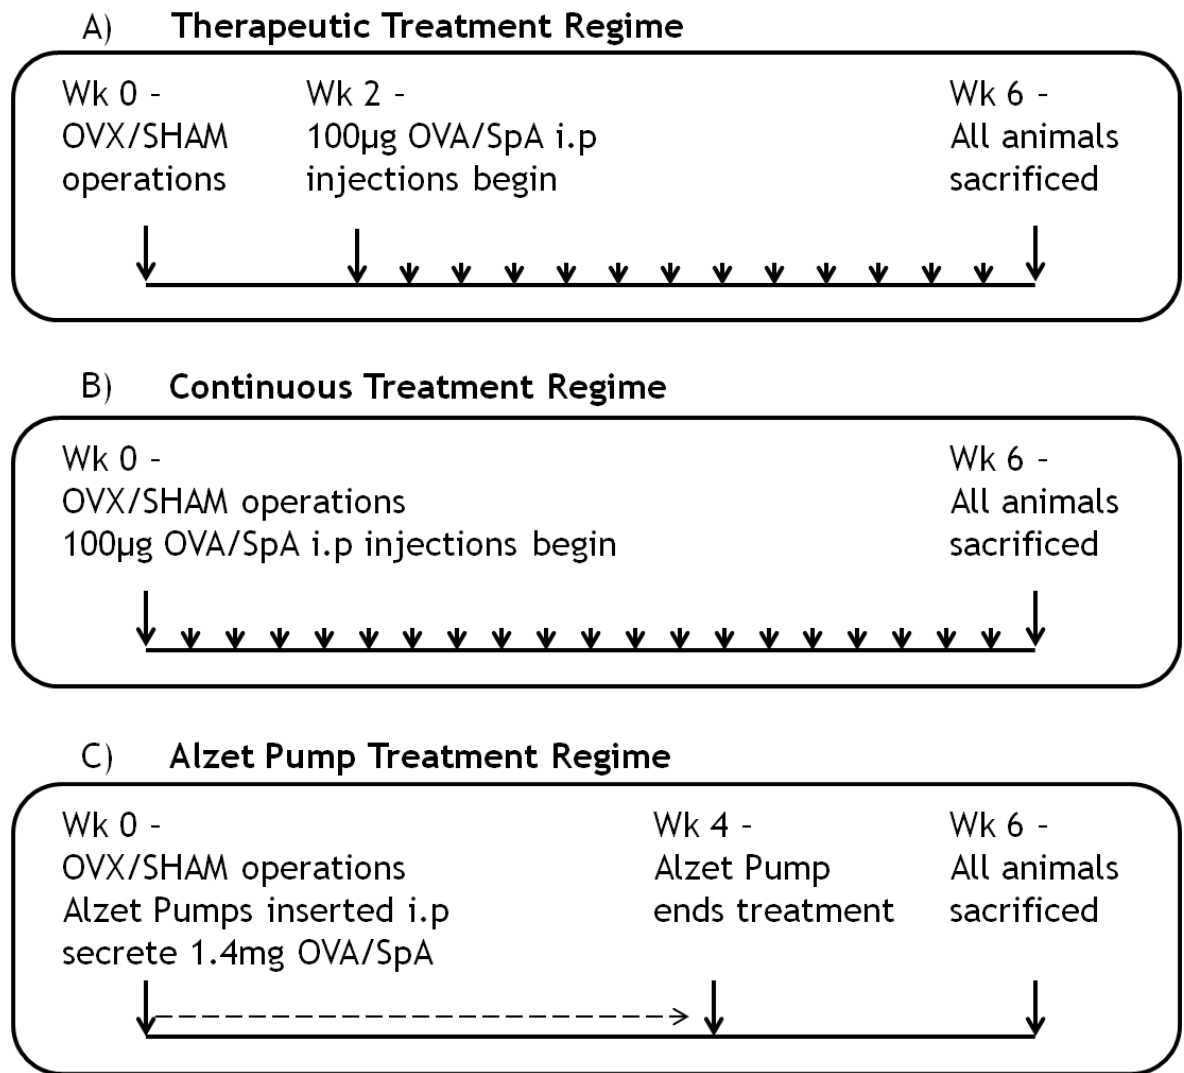 A) Therapeutic Treatment Regime
Wk 0 -
OVX/SHAM
operations
Wk 2 -
100µg OVA/SpA i.p
injections begin
Wk 6 -
All animals
sacrificed
B) Continuous Treatment Regime
Wk 0 -
OVX/SHAM operations
100µg OVA/SpA i.p injections begin
Wk 6 -
All animals
sacrificed
C) Alzet Pump Treatment Regime
Wk 0 -
OVX/SHAM operations
Alzet Pumps inserted i.p
secrete 1.4mg OVA/SpA
Wk 4 -
Alzet Pump
ends treatment
Wk 6 -
All animals
sacrificed